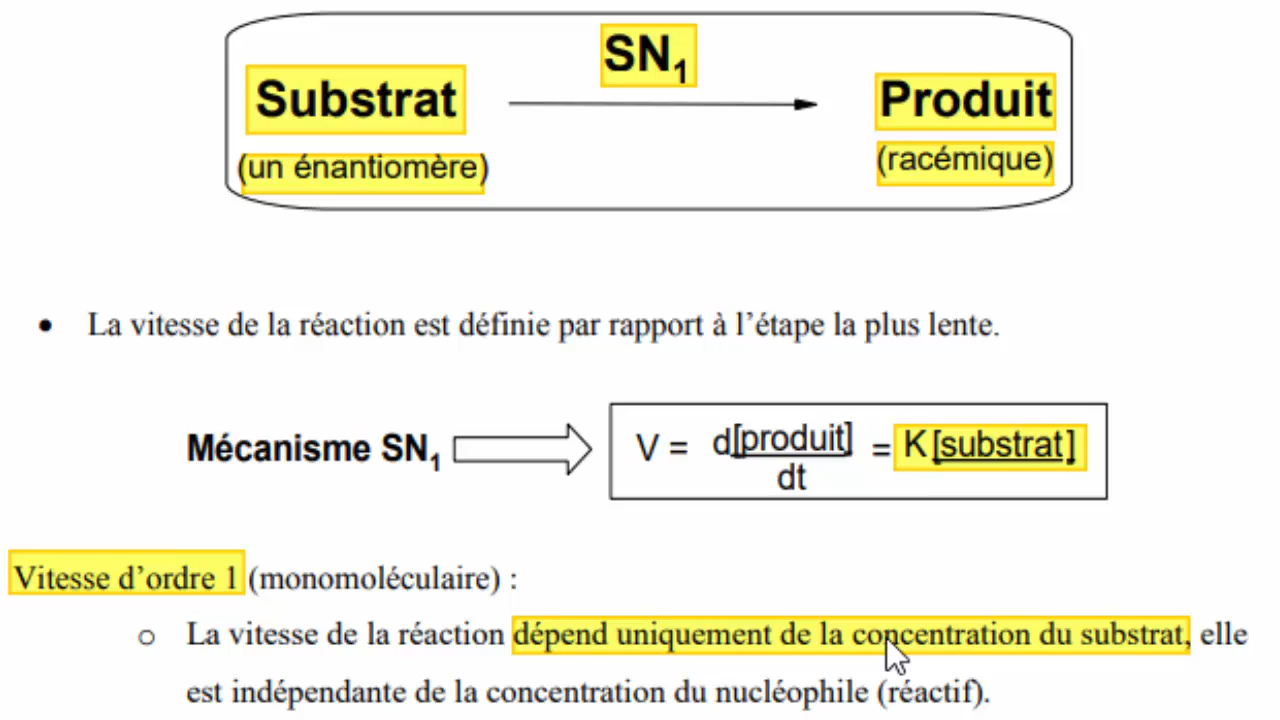 SN1
Substrat
Produit
(un énantiomère)
(racémique)
• La vitesse de la réaction est définie par rapport à l’étape la plus lente.
Mécanisme SN1
V = d[produit] = K[substrat]
dt
Vitesse d’ordre 1 (monomoléculaire) :
o La vitesse de la réaction dépend uniquement de la concentration du substrat, elle
est indépendante de la concentration du nucléophile (réactif).